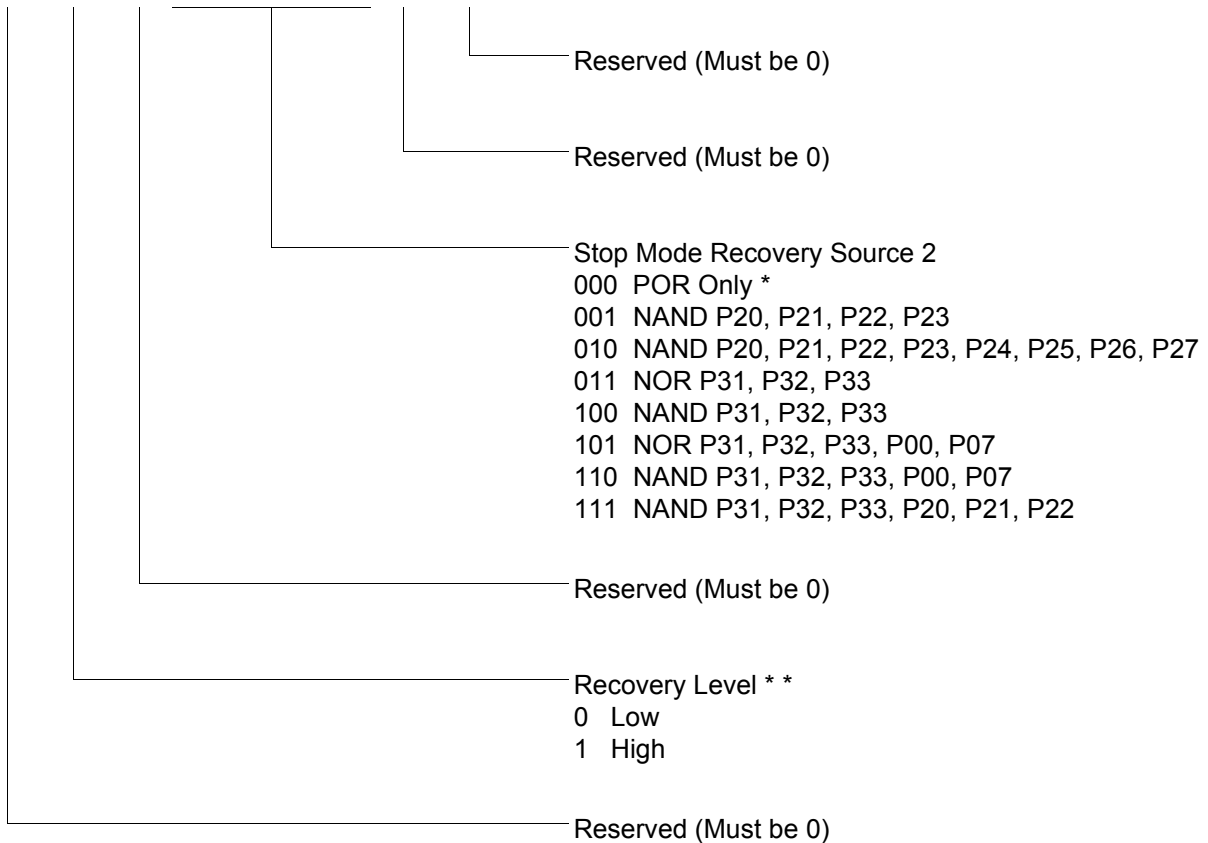 Reserved (Must be 0)
Reserved (Must be 0)
Stop Mode Recovery Source 2
000 POR Only *
001 NAND P20, P21, P22, P23
010 NAND P20, P21, P22, P23, P24, P25, P26, P27
011 NOR P31, P32, P33
100 NAND P31, P32, P33
101 NOR P31, P32, P33, P00, P07
110 NAND P31, P32, P33, P00, P07
111 NAND P31, P32, P33, P20, P21, P22
Reserved (Must be 0)
Recovery Level * *
0 Low
1 High
Reserved (Must be 0)